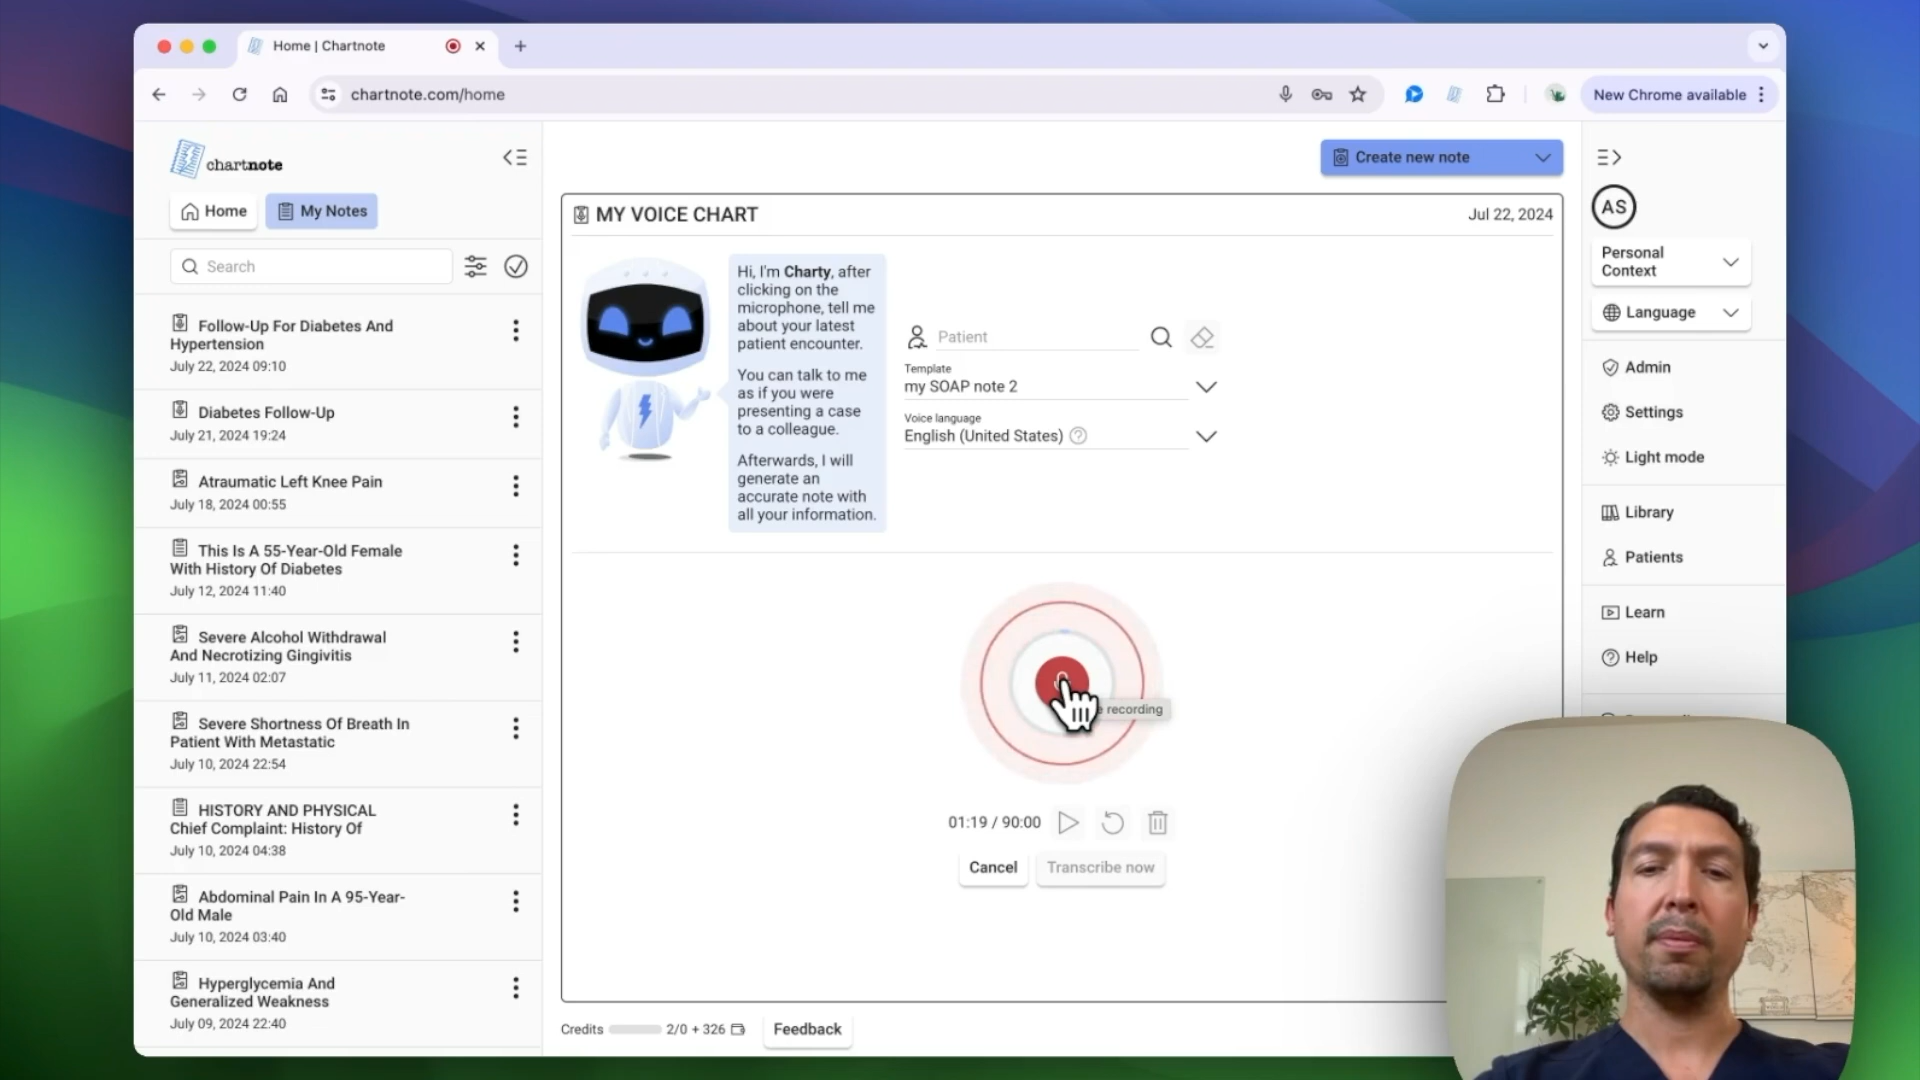 Home | Chartnote
chartnote.com/home
New Chrome available
chartnote
Home
My Notes
Search
Follow-Up For Diabetes And
Hypertension
July 22, 2024 09:10
Diabetes Follow-Up
July 21, 2024 19:24
Atraumatic Left Knee Pain
July 18, 2024 00:55
This Is A 55-Year-Old Female
With History Of Diabetes
July 12, 2024 11:40
Severe Alcohol Withdrawal
And Necrotizing Gingivitis
July 11, 2024 02:07
Severe Shortness Of Breath In
Patient With Metastatic
July 10, 2024 22:54
HISTORY AND PHYSICAL
Chief Complaint: History Of
July 10, 2024 04:38
Abdominal Pain In A 95-Year-
Old Male
July 10, 2024 03:40
Hyperglycemia And
Generalized Weakness
July 09, 2024 22:40
Create new note
MY VOICE CHART
Jul 22, 2024
Hi, I'm Charty, after
clicking on the
microphone, tell me
about your latest
patient encounter.
You can talk to me
as if you were
presenting a case
to a colleague.
Afterwards, I will
generate an
accurate note with
all your information.
Patient
Template
my SOAP note 2
Voice language
English (United States)
recording
01:19 / 90:00
Cancel
Transcribe now
Credits
2/0 + 326
Feedback
AS
Personal
Context
Language
Admin
Settings
Light mode
Library
Patients
Learn
Help